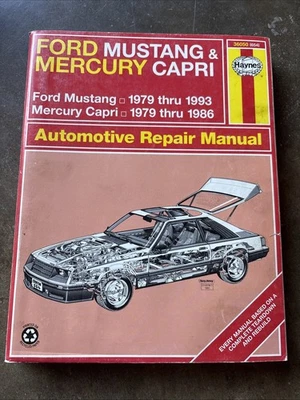 FORD MUSTANG &
MERCURY CAPRI
Haynes
Ford Mustang □ 1979 thru 1993
Mercury Capri □ 1979 thru 1986
Automotive Repair Manual
EVERY MANUAL BASED ON A
COMPLETE TEARDOWN
AND REBUILD